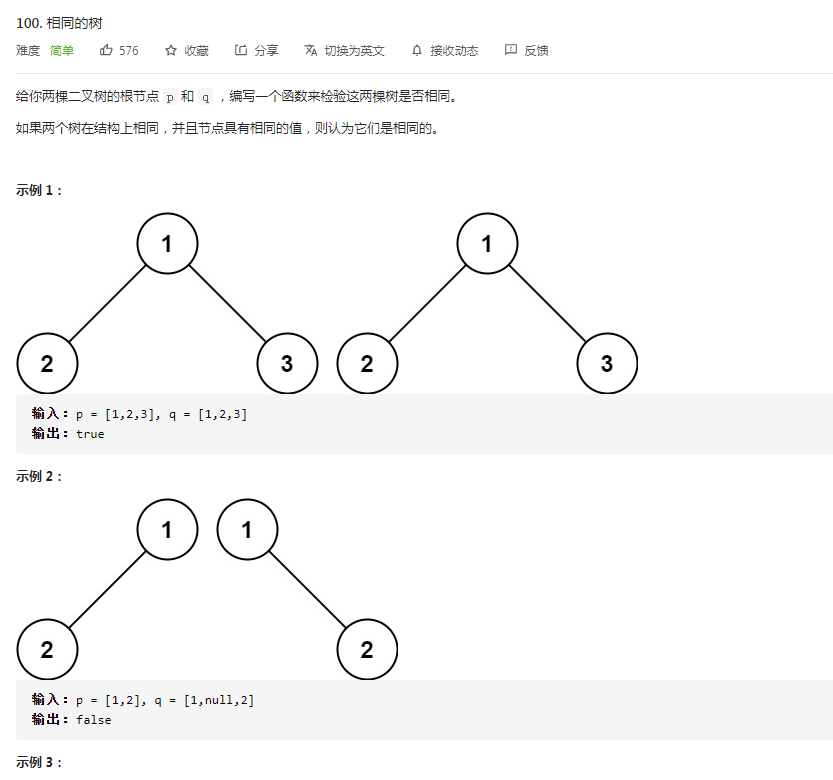 100. 相同的树
难度 简单 576 收藏 分享 切换为英文 接收动态 反馈
给你两棵二叉树的根节点 p 和 q ，编写一个函数来检验这两棵树是否相同。
如果两个树在结构上相同，并且节点具有相同的值，则认为它们是相同的。
示例 1：
1 1
2 3 2 3
输入：p = [1,2,3], q = [1,2,3]
输出：true
示例 2：
1 1
2 2
输入：p = [1,2], q = [1,null,2]
输出：false
示例 3：